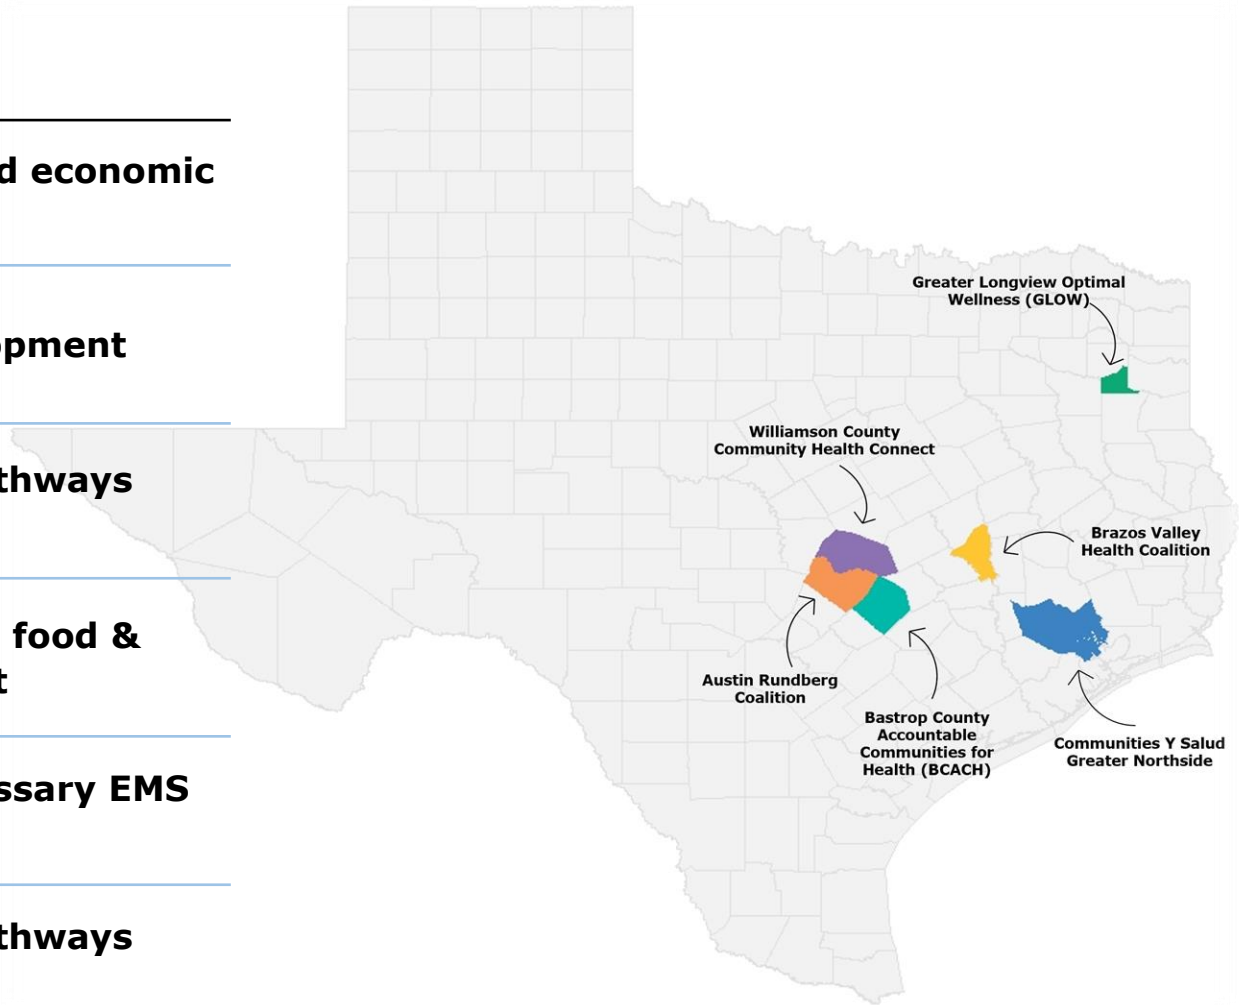 d economic
opment
thways
food &
t
ssary EMS
thways
Greater Longview Optimal
Wellness (GLOW)
Williamson County
Community Health Connect
Brazos Valley
Health Coalition
Austin Rundberg
Coalition
Bastrop County
Accountable
Communities for
Health (BCACH)
Communities Y Salud
Greater Northside